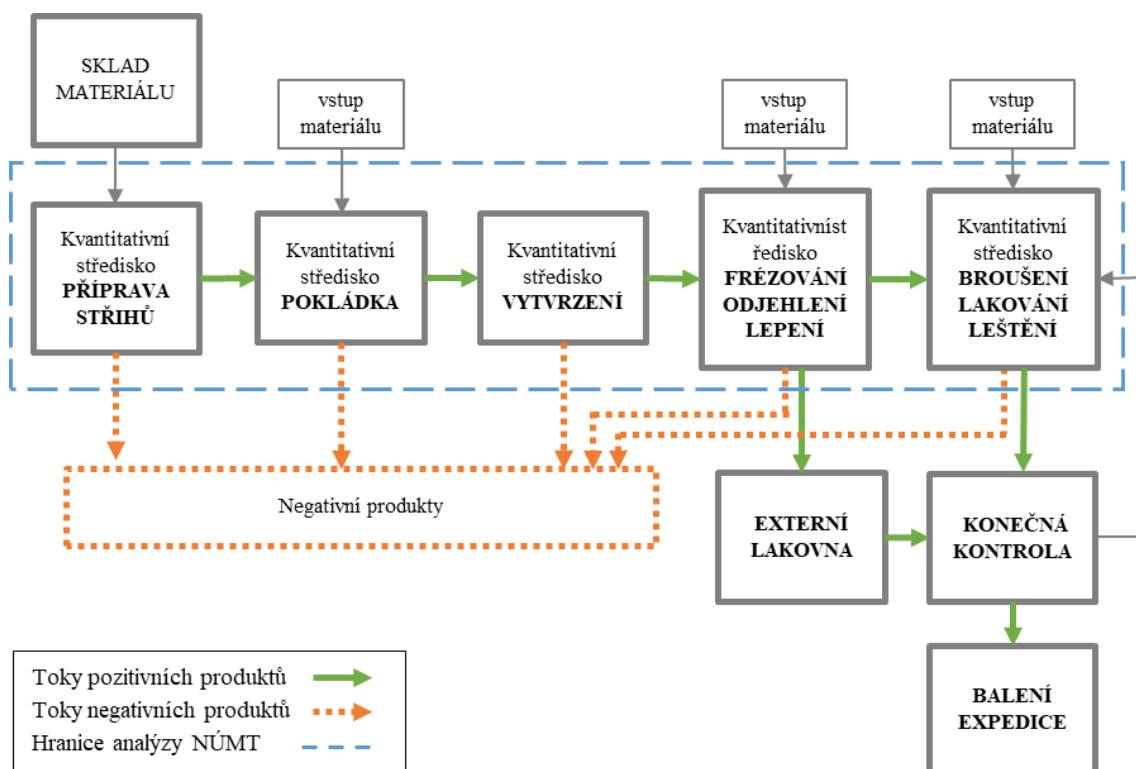 SKLAD
MATERIÁLU
vstup
materiálu
vstup
materiálu
vstup
materiálu
Kvantitativní
středisko
PŘÍPRAVA
STŘIHŮ
Kvantitativní
středisko
POKLÁDKA
Kvantitativní
středisko
VYTVRZENÍ
Kvantitativníst
ředisko
FRÉZOVÁNÍ
ODJEHLENÍ
LEPENÍ
Kvantitativní
středisko
BROUŠENÍ
LAKOVÁNÍ
LEŠTĚNÍ
Negativní produkty
EXTERNÍ
LAKOVNA
KONEČNÁ
KONTROLA
BALENÍ
EXPEDICE
Toky pozitivních produktů
Toky negativních produktů
Hranice analýzy NÚMT